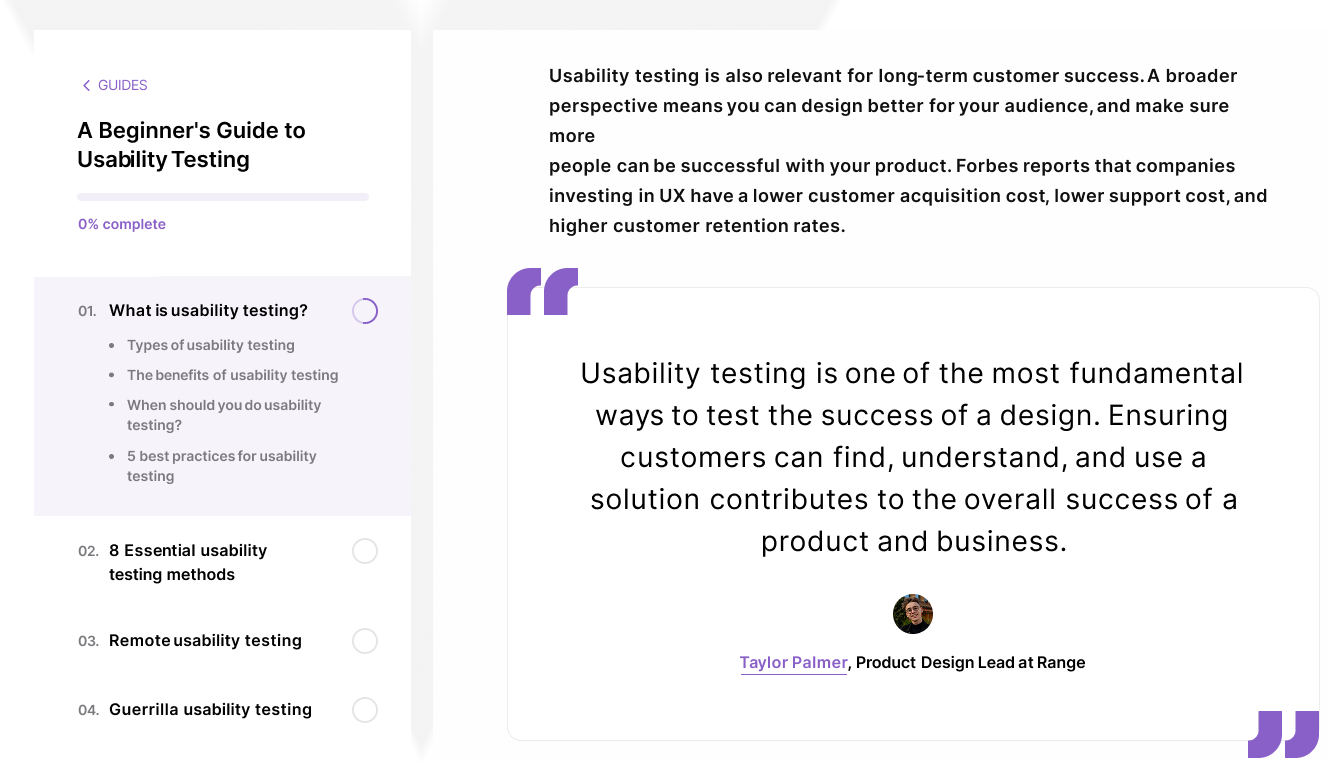 GUIDES
A Beginner's Guide to
Usability Testing
0% complete
01. What is usability testing?
• Types of usability testing
• The benefits of usability testing
• When should you do usability
testing?
• 5 best practices for usability
testing
02. 8 Essential usability
testing methods
03. Remote usability testing
04. Guerrilla usability testing
Usability testing is also relevant for long-term customer success. A broader
perspective means you can design better for your audience, and make sure
more
people can be successful with your product. Forbes reports that companies
investing in UX have a lower customer acquisition cost, lower support cost, and
higher customer retention rates.
Usability testing is one of the most fundamental
ways to test the success of a design. Ensuring
customers can find, understand, and use a
solution contributes to the overall success of a
product and business.
Taylor Palmer, Product Design Lead at Range